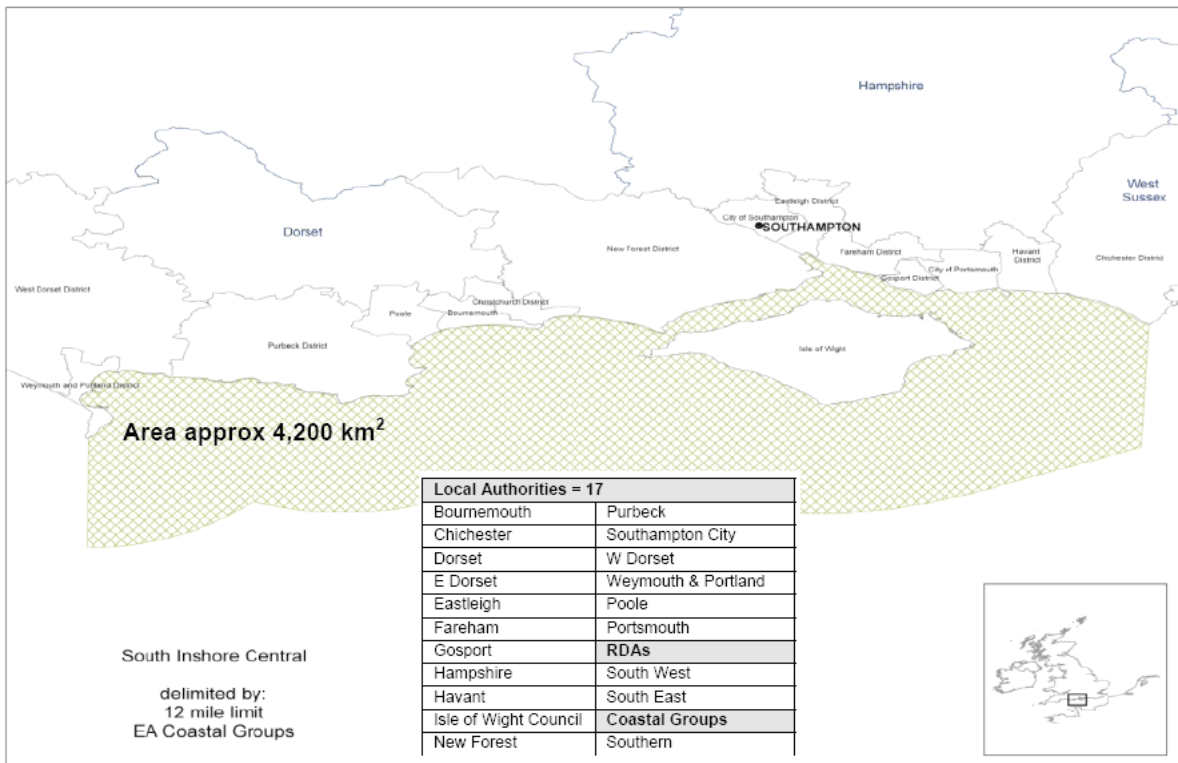 Hampshire
West
Sussex
Eastleigh District
City of Southampton
SOUTHAMPTON
Dorset
New Forest District
Fareham District
Havant
District
Chichester District
City of Portsmouth
Gosport District
West Dorset District
Christchurch District
Poole
Bournemouth
Purbeck District
Isle of Wight
Weymouth and Portland District
Area approx 4,200 km²
Local Authorities = 17
Bournemouth Purbeck
Chichester Southampton City
Dorset W Dorset
E Dorset Weymouth & Portland
Eastleigh Poole
Fareham Portsmouth
Gosport RDAs
Hampshire South West
Havant South East
Isle of Wight Council Coastal Groups
New Forest Southern
South Inshore Central
delimited by:
12 mile limit
EA Coastal Groups